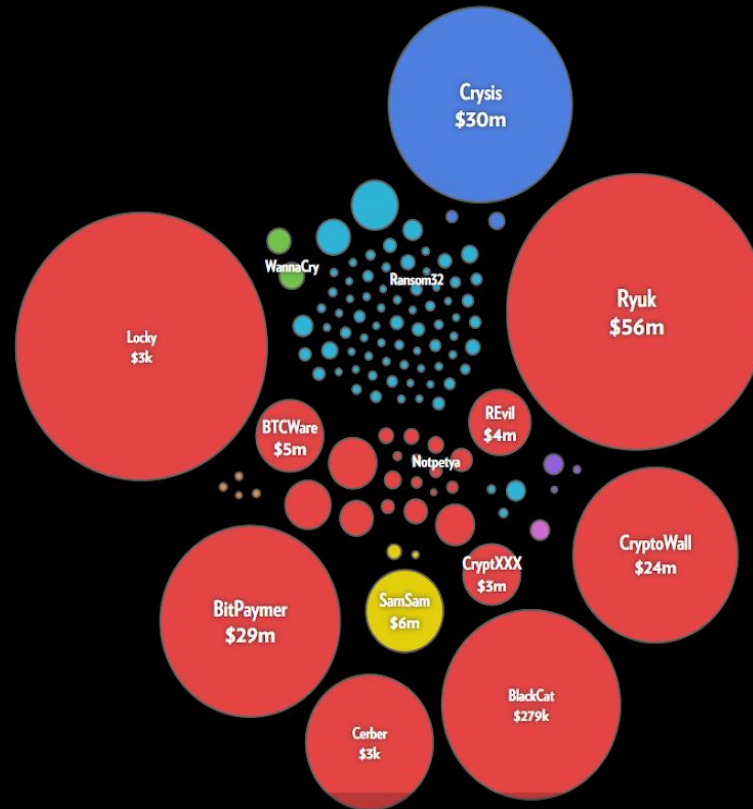 Crysis
$30m
WannaCry
Ransom32
Ryuk
$56m
Locky
$3k
BTCWare
$5m
REvil
$4m
Notpetya
CryptoWall
$24m
CryptXXX
$3m
SamSam
$6m
BitPaymer
$29m
BlackCat
$279k
Cerber
$3k